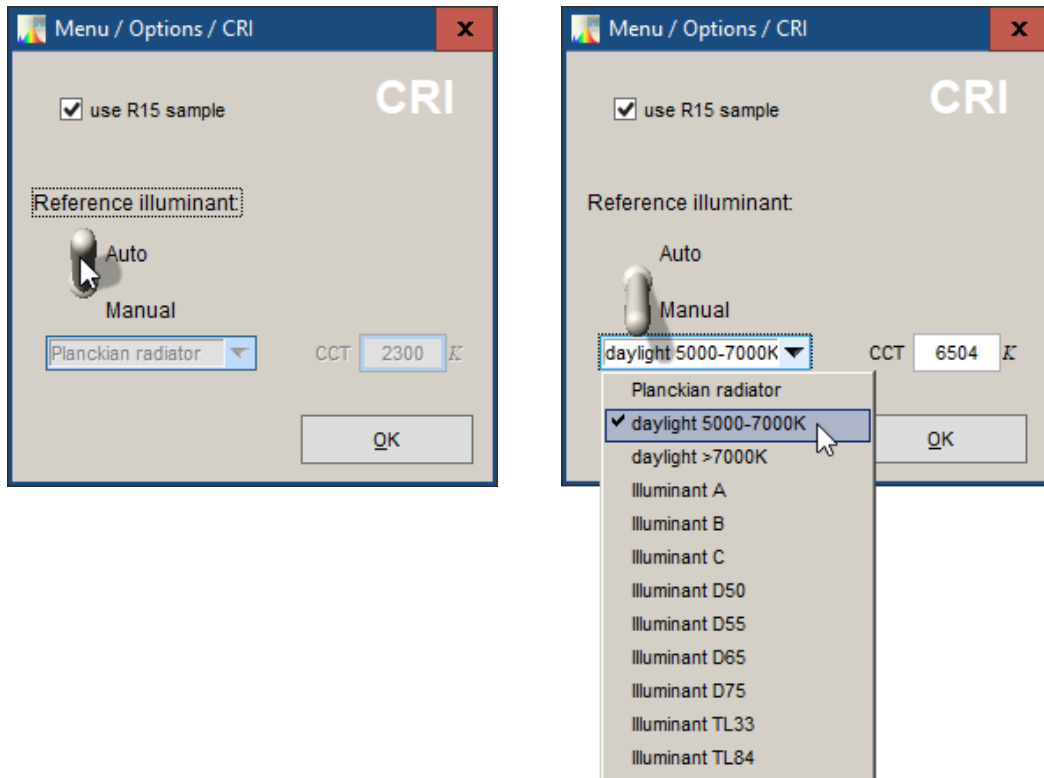 Menu / Options / CRI
x
use R15 sample
CRI
Reference illuminant:
Auto
Manual
Planckian radiator
CCT 2300 K
OK
Menu / Options / CRI
x
use R15 sample
CRI
Reference illuminant:
Auto
Manual
daylight 5000-7000K
CCT 6504 K
Planckian radiator
daylight 5000-7000K
OK
daylight >7000K
Illuminant A
Illuminant B
Illuminant C
Illuminant D50
Illuminant D55
Illuminant D65
Illuminant D75
Illuminant TL33
Illuminant TL84